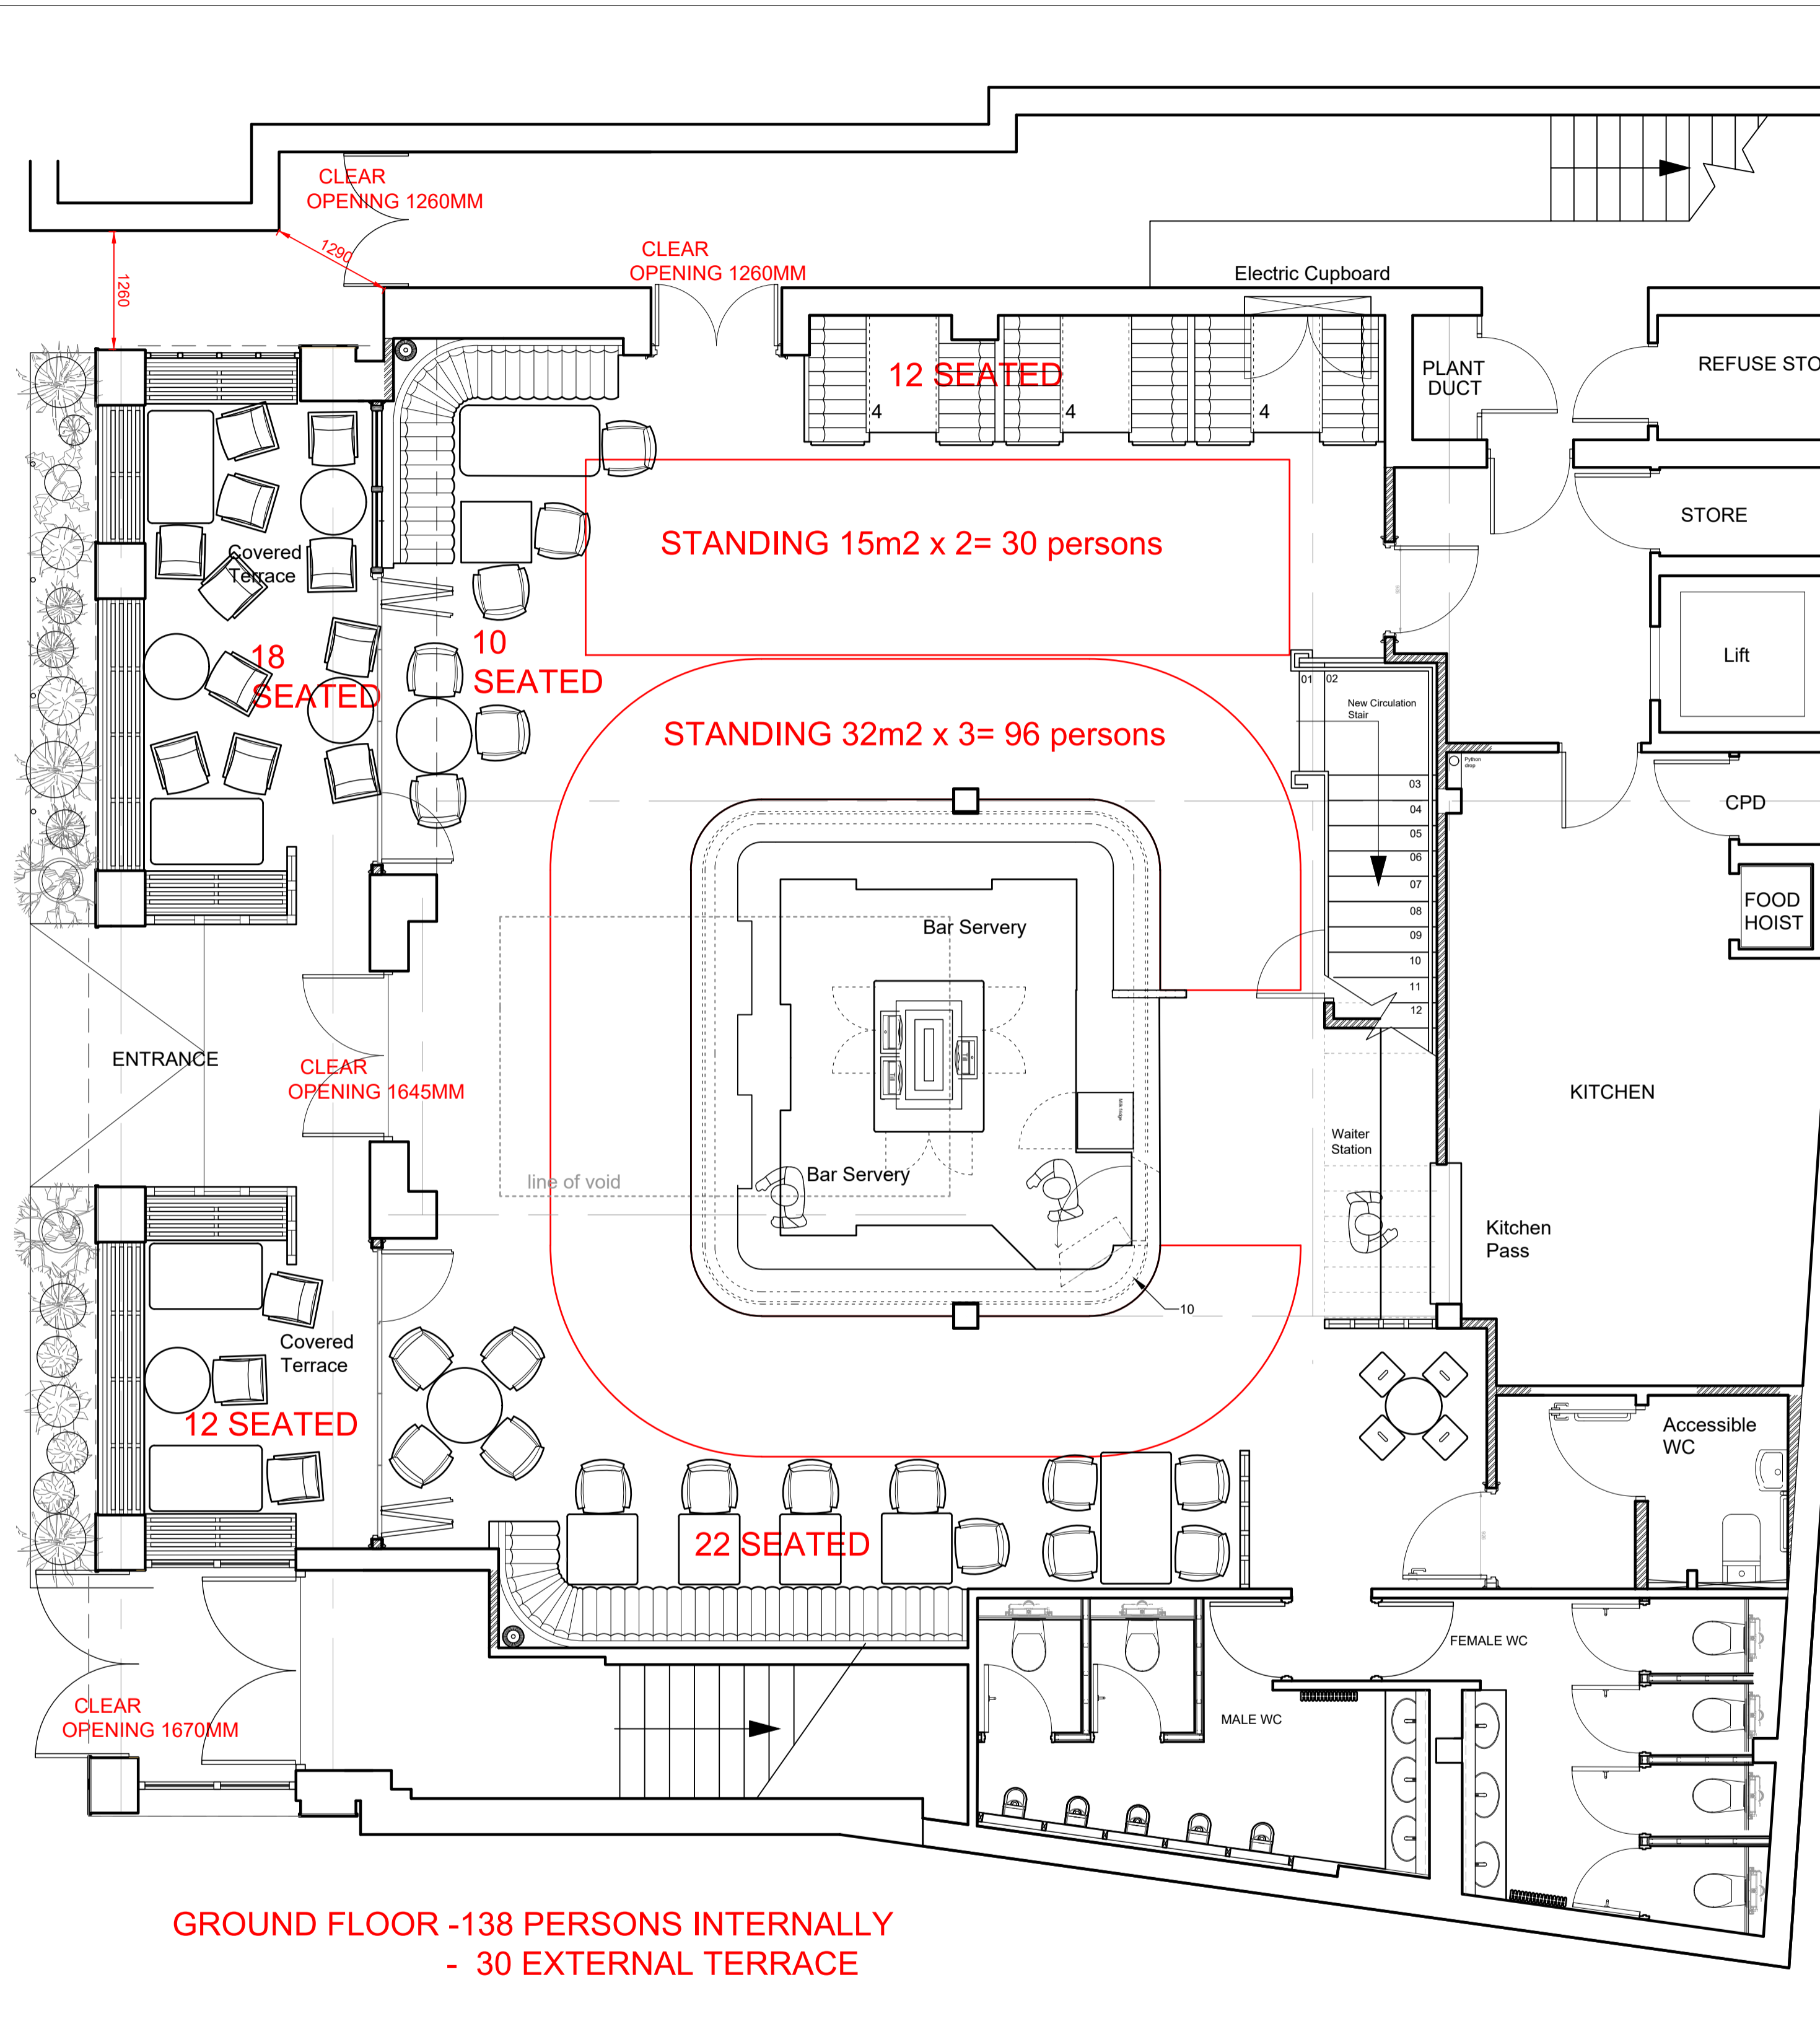 CLEAR
OPENING 1260MM
1290
1260
CLEAR
OPENING 1260MM
Electric Cupboard
12 SEATED
4
4
4
PLANT
DUCT
REFUSE STO
STORE
Lift
Covered
Terrace
STANDING 15m2 x 2= 30 persons
18
SEATED
10
SEATED
STANDING 32m2 x 3= 96 persons
01
02
New Circulation
Stair
03
04
05
06
07
08
09
10
11
12
Python
drop
CPD
FOOD
HOIST
Bar Servery
ENTRANCE
CLEAR
OPENING 1645MM
KITCHEN
Waiter
Station
line of void
Bar Servery
Kitchen
Pass
10
Covered
Terrace
12 SEATED
Accessible
WC
22 SEATED
FEMALE WC
MALE WC
CLEAR
OPENING 1670MM
GROUND FLOOR -138 PERSONS INTERNALLY
- 30 EXTERNAL TERRACE